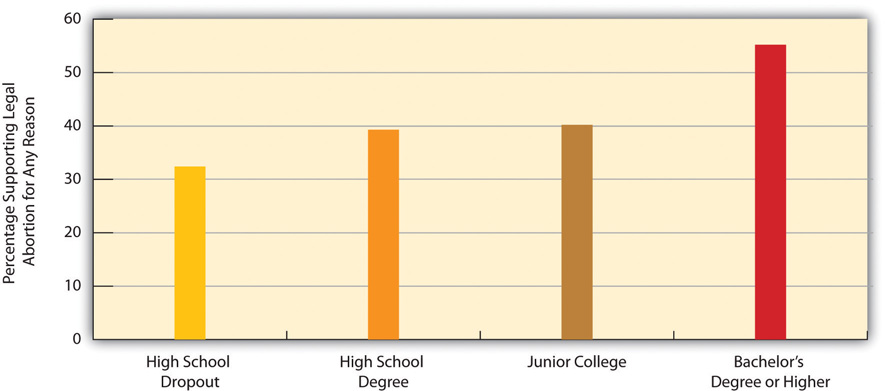 Percentage Supporting Legal
Abortion for Any Reason
60
50
40
30
20
10
0
High School
Dropout
High School
Degree
Junior College
Bachelor’s
Degree or Higher